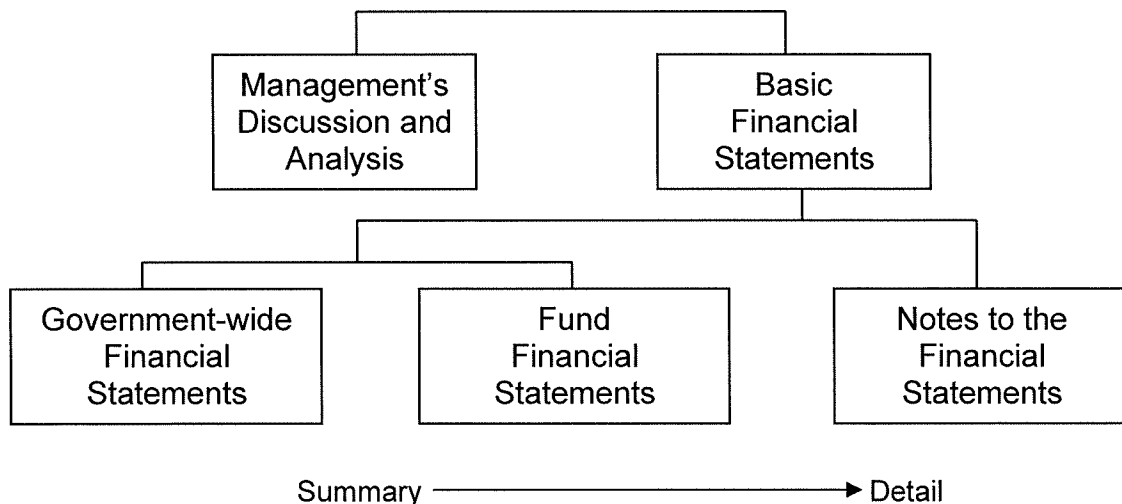 Management's
Discussion and
Analysis
Basic
Financial
Statements
Government-wide
Financial
Statements
Fund
Financial
Statements
Notes to the
Financial
Statements
Summary
Detail